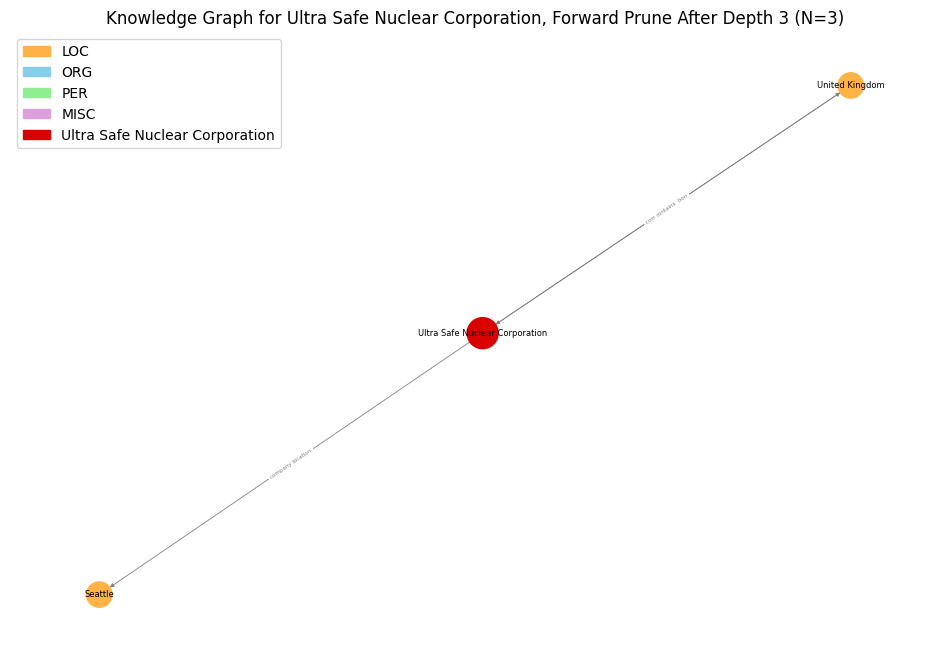 Knowledge Graph for Ultra Safe Nuclear Corporation, Forward Prune After Depth 3 (N=3)
LOC
ORG
PER
MISC
Ultra Safe Nuclear Corporation
United Kingdom
Ultra Safe Nuclear Corporation
company location
Seattle